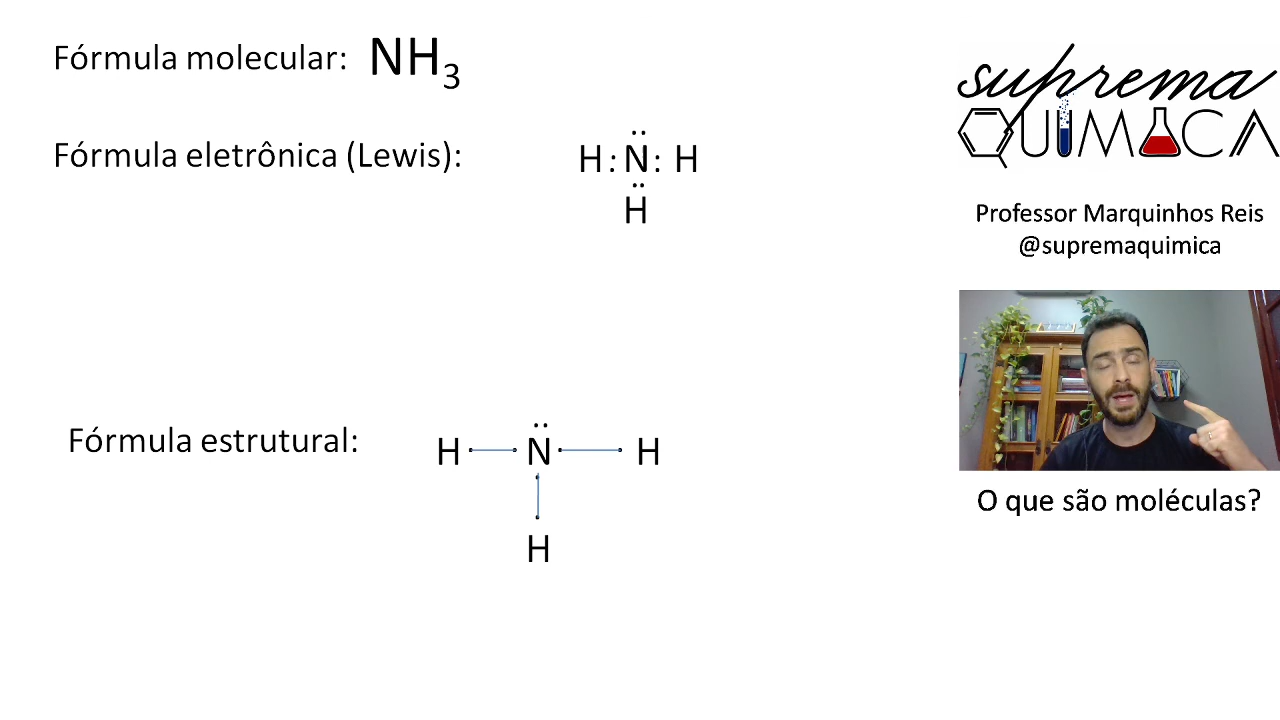 Fórmula molecular: NH₃
Fórmula eletrônica (Lewis):
¨
H : N : H
¨
H
Fórmula estrutural:
¨
H — N — H
|
H
suprema
QUIMICA
Professor Marquinhos Reis
@supremaquimica
O que são moléculas?